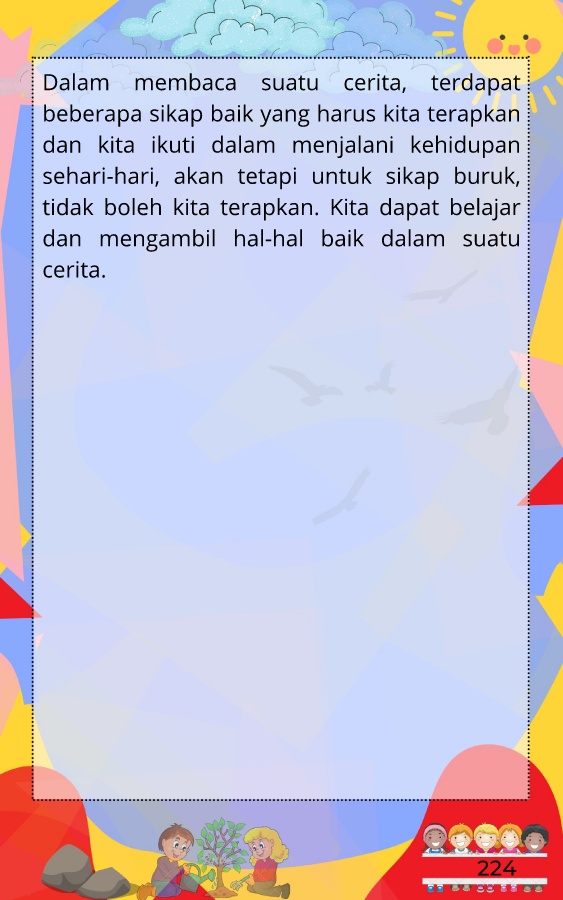 Dalam membaca suatu cerita, terdapat
beberapa sikap baik yang harus kita terapkan
dan kita ikuti dalam menjalani kehidupan
sehari-hari, akan tetapi untuk sikap buruk,
tidak boleh kita terapkan. Kita dapat belajar
dan mengambil hal-hal baik dalam suatu
cerita.
224